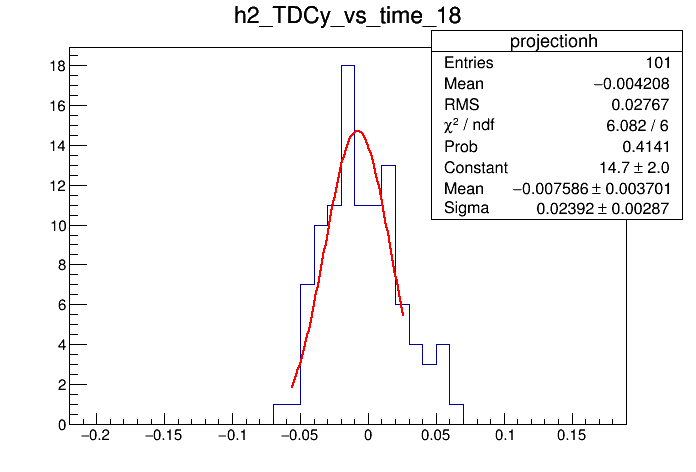 h2_TDCy_vs_time_18
projectionh
Entries 101
Mean −0.004208
RMS 0.02767
χ² / ndf 6.082 / 6
Prob 0.4141
Constant 14.7 ± 2.0
Mean −0.007586 ± 0.003701
Sigma 0.02392 ± 0.00287
18
16
14
12
10
8
6
4
2
0
−0.2 −0.15 −0.1 −0.05 0 0.05 0.1 0.15